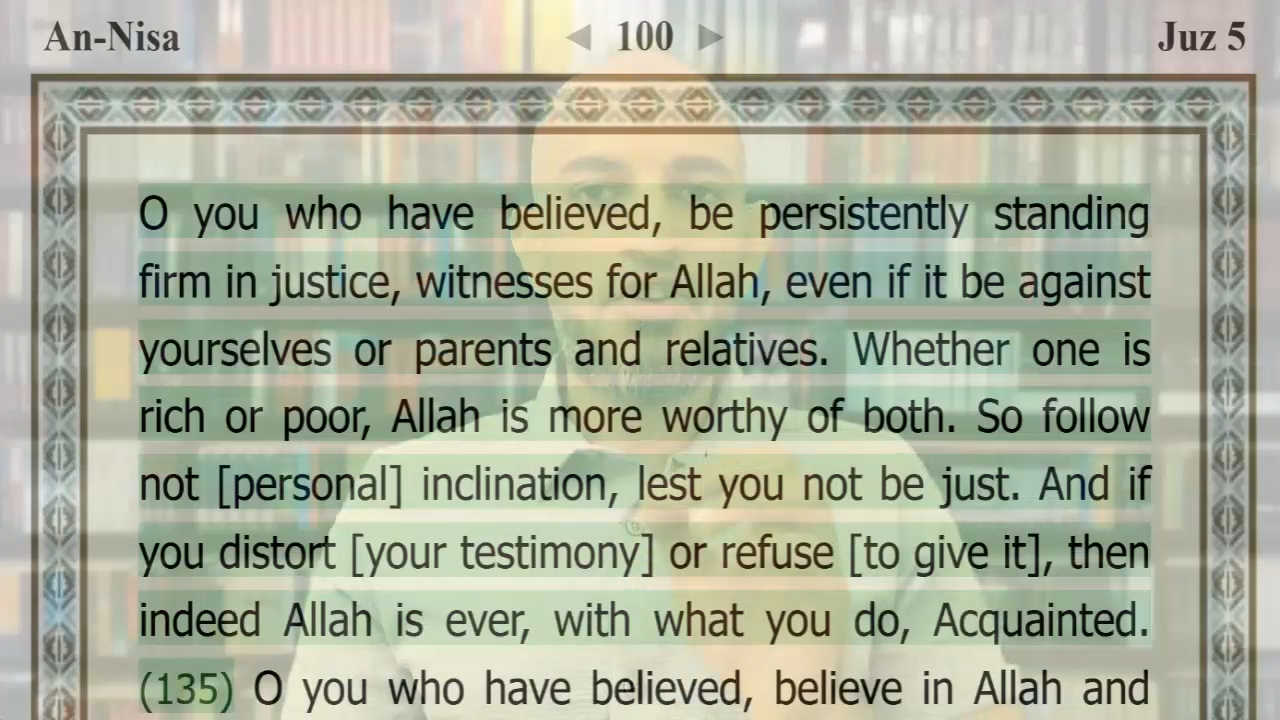 An-Nisa
100
Juz 5
O you who have believed, be persistently standing
firm in justice, witnesses for Allah, even if it be against
yourselves or parents and relatives. Whether one is
rich or poor, Allah is more worthy of both. So follow
not [personal] inclination, lest you not be just. And if
you distort [your testimony] or refuse [to give it], then
indeed Allah is ever, with what you do, Acquainted.
(135) O you who have believed, believe in Allah and